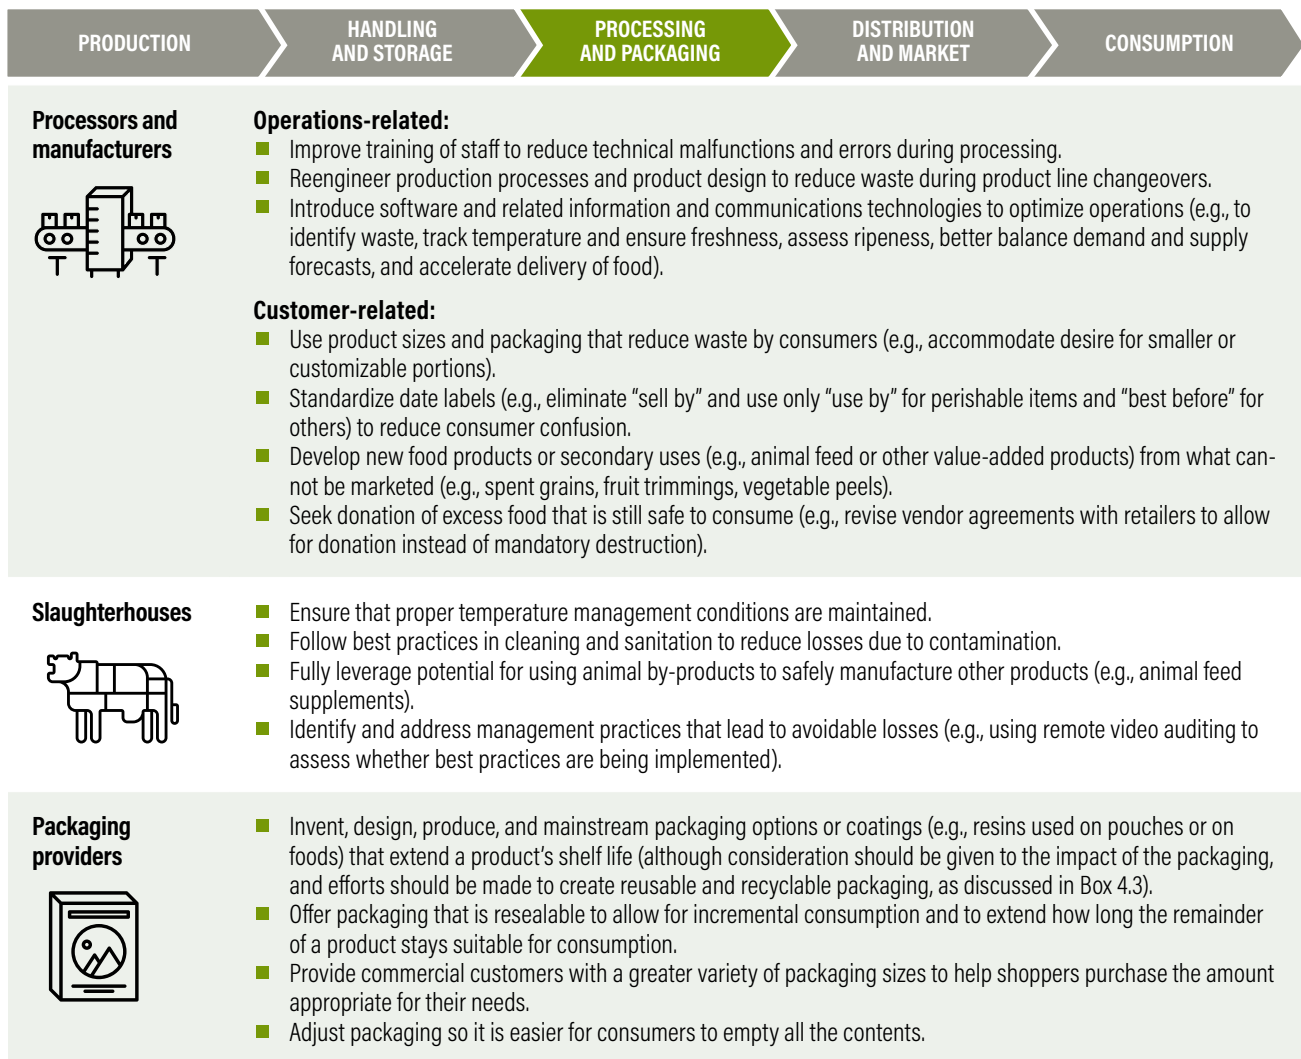 PRODUCTION
HANDLING
AND STORAGE
PROCESSING
AND PACKAGING
DISTRIBUTION
AND MARKET
CONSUMPTION
Processors and
manufacturers
Operations-related:
Improve training of staff to reduce technical malfunctions and errors during processing.
Reengineer production processes and product design to reduce waste during product line changeovers.
Introduce software and related information and communications technologies to optimize operations (e.g., to
identify waste, track temperature and ensure freshness, assess ripeness, better balance demand and supply
forecasts, and accelerate delivery of food).
Customer-related:
Use product sizes and packaging that reduce waste by consumers (e.g., accommodate desire for smaller or
customizable portions).
Standardize date labels (e.g., eliminate “sell by” and use only “use by” for perishable items and “best before” for
others) to reduce consumer confusion.
Develop new food products or secondary uses (e.g., animal feed or other value-added products) from what can-
not be marketed (e.g., spent grains, fruit trimmings, vegetable peels).
Seek donation of excess food that is still safe to consume (e.g., revise vendor agreements with retailers to allow
for donation instead of mandatory destruction).
Slaughterhouses
Ensure that proper temperature management conditions are maintained.
Follow best practices in cleaning and sanitation to reduce losses due to contamination.
Fully leverage potential for using animal by-products to safely manufacture other products (e.g., animal feed
supplements).
Identify and address management practices that lead to avoidable losses (e.g., using remote video auditing to
assess whether best practices are being implemented).
Packaging
providers
Invent, design, produce, and mainstream packaging options or coatings (e.g., resins used on pouches or on
foods) that extend a product’s shelf life (although consideration should be given to the impact of the packaging,
and efforts should be made to create reusable and recyclable packaging, as discussed in Box 4.3).
Offer packaging that is resealable to allow for incremental consumption and to extend how long the remainder
of a product stays suitable for consumption.
Provide commercial customers with a greater variety of packaging sizes to help shoppers purchase the amount
appropriate for their needs.
Adjust packaging so it is easier for consumers to empty all the contents.